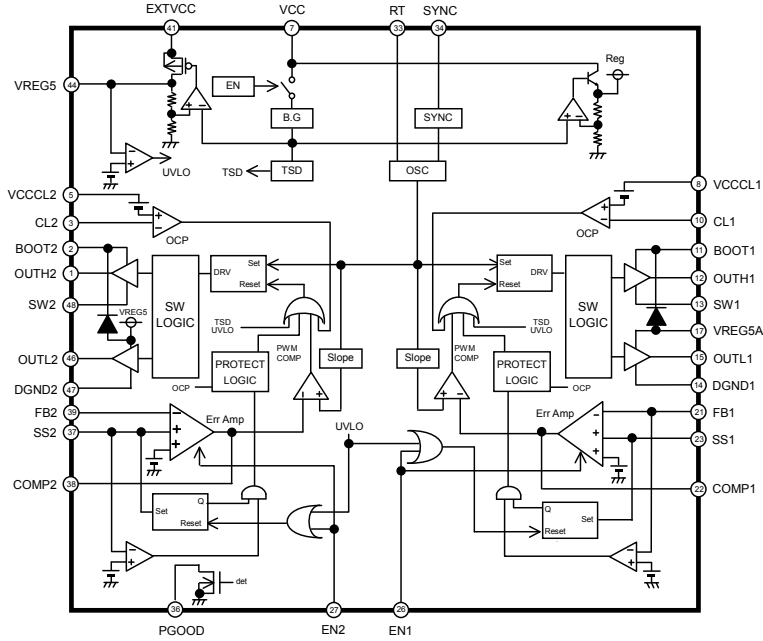 EXTVCC VCC RT SYNC
41 7 33 34
Reg
VREG5 44
EN
B.G SYNC
UVLO TSD TSD OSC
VCCCL2 5
8 VCCCL1
CL2 3
OCP
OCP
10 CL1
BOOT2 2
11 BOOT1
OUTH2 1
SW LOGIC
DRV Set Reset
Set DRV Reset
SW LOGIC
12 OUTH1
SW2 48
13 SW1
VREG5
TSD UVLO
TSD UVLO
17 VREG5A
OUTL2 46
PROTECT LOGIC
PWM COMP
Slope
Slope
PWM COMP
PROTECT LOGIC
15 OUTL1
DGND2 47
OCP
OCP
14 DGND1
FB2 39
Err Amp
Err Amp
21 FB1
SS2 37
UVLO
23 SS1
COMP2 38
22 COMP1
Q Set Reset
Q Set Reset
det
36 27 26
PGOOD EN2 EN1